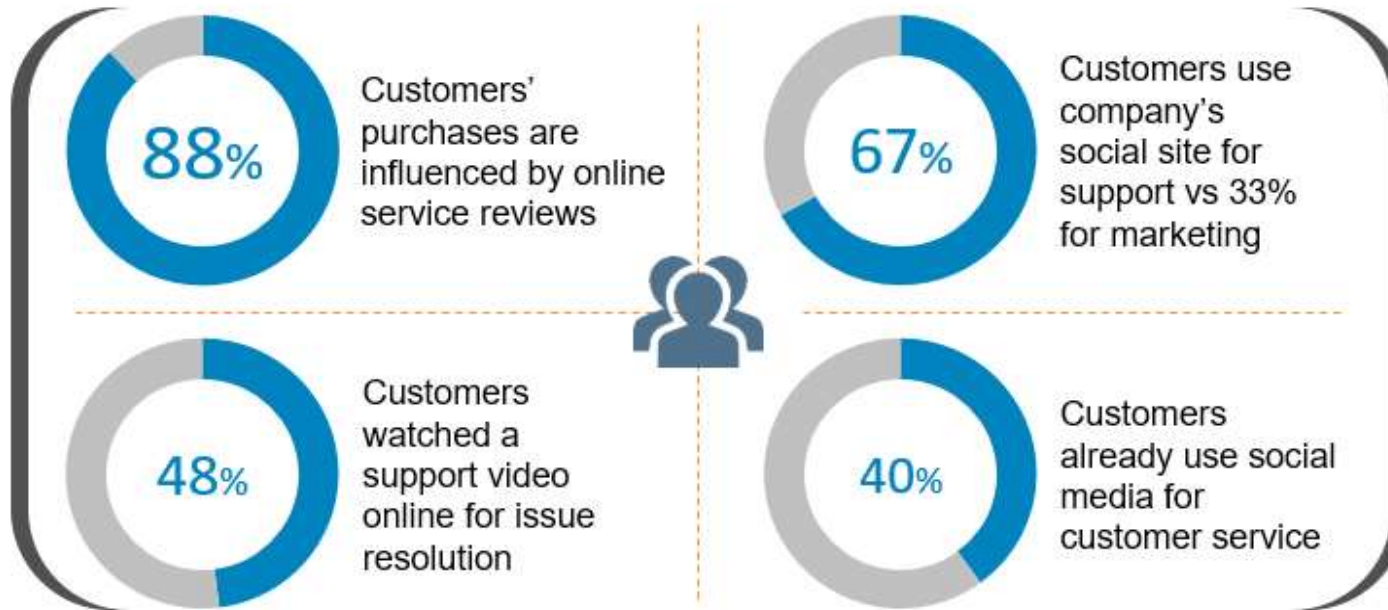 88%
Customers’
purchases are
influenced by online
service reviews
67%
Customers use
company’s
social site for
support vs 33%
for marketing
48%
Customers
watched a
support video
online for issue
resolution
40%
Customers
already use social
media for
customer service